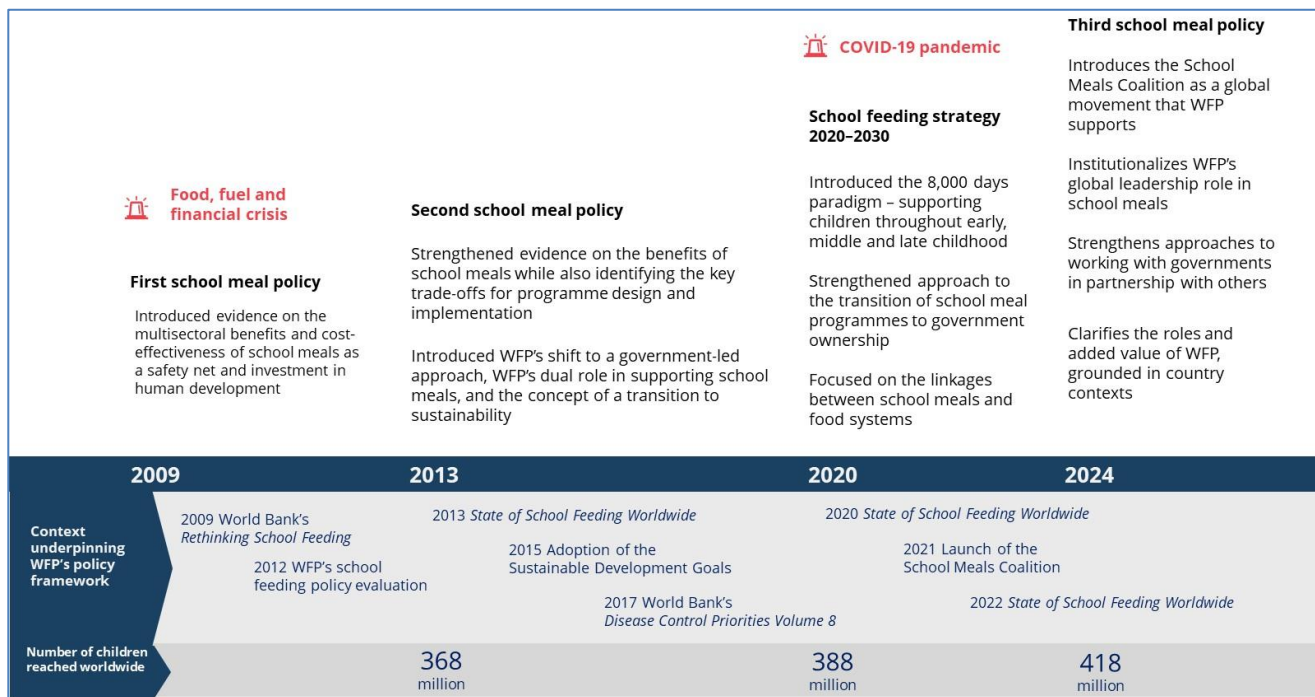 Food, fuel and
financial crisis
First school meal policy
Introduced evidence on the
multisectoral benefits and cost-
effectiveness of school meals as
a safety net and investment in
human development
Second school meal policy
Strengthened evidence on the benefits of
school meals while also identifying the key
trade-offs for programme design and
implementation
Introduced WFP's shift to a government-led
approach, WFP's dual role in supporting school
meals, and the concept of a transition to
sustainability
COVID-19 pandemic
School feeding strategy
2020–2030
Introduced the 8,000 days
paradigm – supporting
children throughout early,
middle and late childhood
Strengthened approach to
the transition of school meal
programmes to government
ownership
Focused on the linkages
between school meals and
food systems
Third school meal policy
Introduces the School
Meals Coalition as a global
movement that WFP
supports
Institutionalizes WFP's
global leadership role in
school meals
Strengthens approaches to
working with governments
in partnership with others
Clarifies the roles and
added value of WFP,
grounded in country
contexts
2009
2013
2020
2024
Context
underpinning
WFP's policy
framework
2009 World Bank's
Rethinking School Feeding
2012 WFP's school
feeding policy evaluation
2013 State of School Feeding Worldwide
2015 Adoption of the
Sustainable Development Goals
2017 World Bank's
Disease Control Priorities Volume 8
2020 State of School Feeding Worldwide
2021 Launch of the
School Meals Coalition
2022 State of School Feeding Worldwide
Number of children
reached worldwide
368
million
388
million
418
million